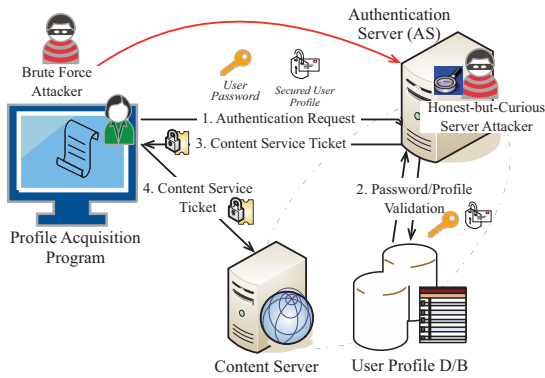 Authentication
Server (AS)
Brute Force
Attacker
User
Password
Secured User
Profile
Honest-but-Curious
Server Attacker
1. Authentication Request
3. Content Service Ticket
4. Content Service
Ticket
2. Password/Profile
Validation
Profile Acquisition
Program
Content Server
User Profile D/B